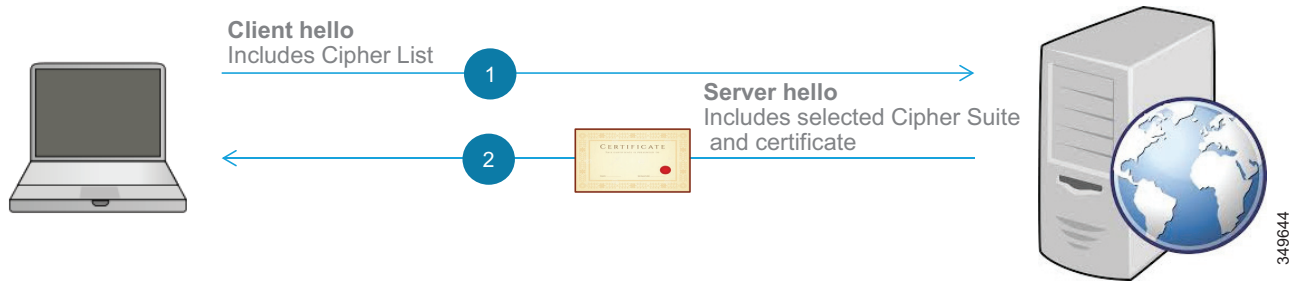 Client hello
Includes Cipher List
1
Server hello
Includes selected Cipher Suite
and certificate
2
CERTIFICATE
349644